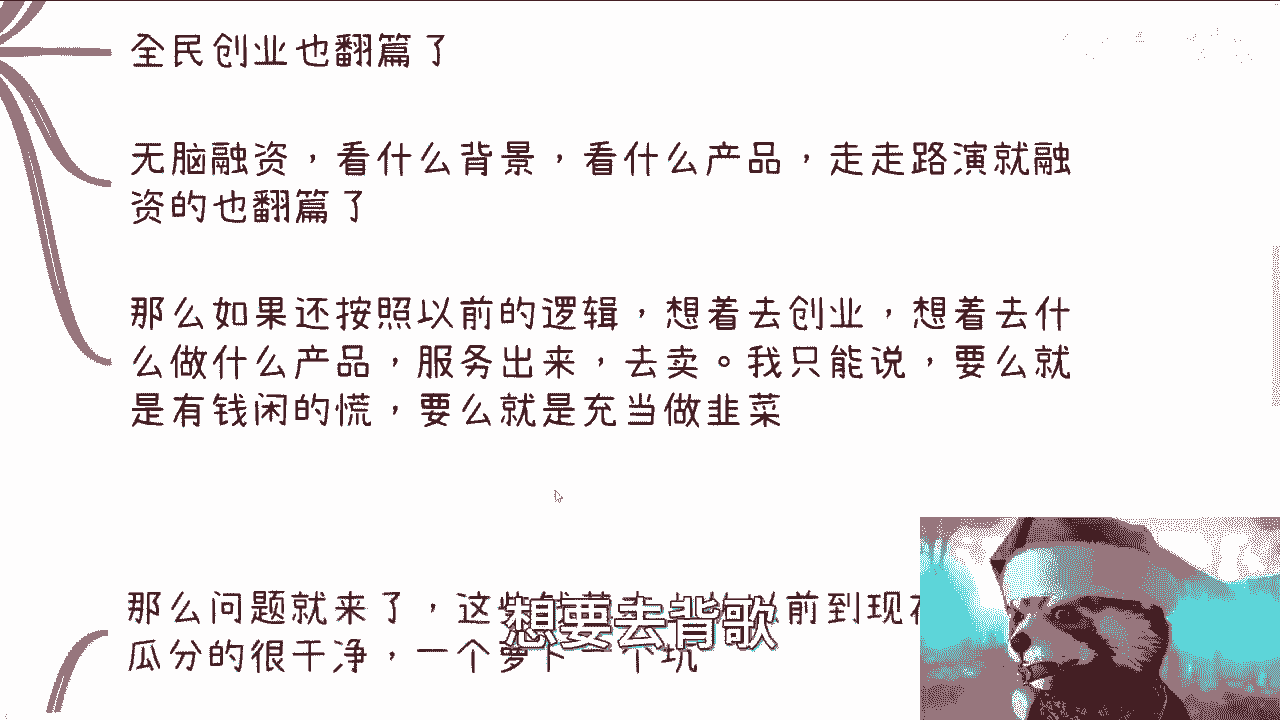 全民创业也翻篇了
无脑融资，看什么背景，看什么产品，走走路演就融
资的也翻篇了
那么如果还按照以前的逻辑，想着去创业，想着去什
么做什么产品，服务出来，去卖。我只能说，要么就
是有钱闲的慌，要么就是充当做韭菜
那么问题就来了，这些 以前到现在
想要去背歌
瓜分的很干净，一个萝卜一个坑